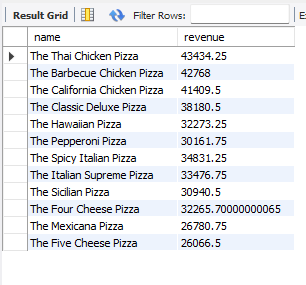 Result Grid Filter Rows: E
name revenue
The Thai Chicken Pizza 43434.25
The Barbecue Chicken Pizza 42768
The California Chicken Pizza 41409.5
The Classic Deluxe Pizza 38180.5
The Hawaiian Pizza 32273.25
The Pepperoni Pizza 30161.75
The Spicy Italian Pizza 34831.25
The Italian Supreme Pizza 33476.75
The Sicilian Pizza 30940.5
The Four Cheese Pizza 32265.70000000065
The Mexicana Pizza 26780.75
The Five Cheese Pizza 26066.5